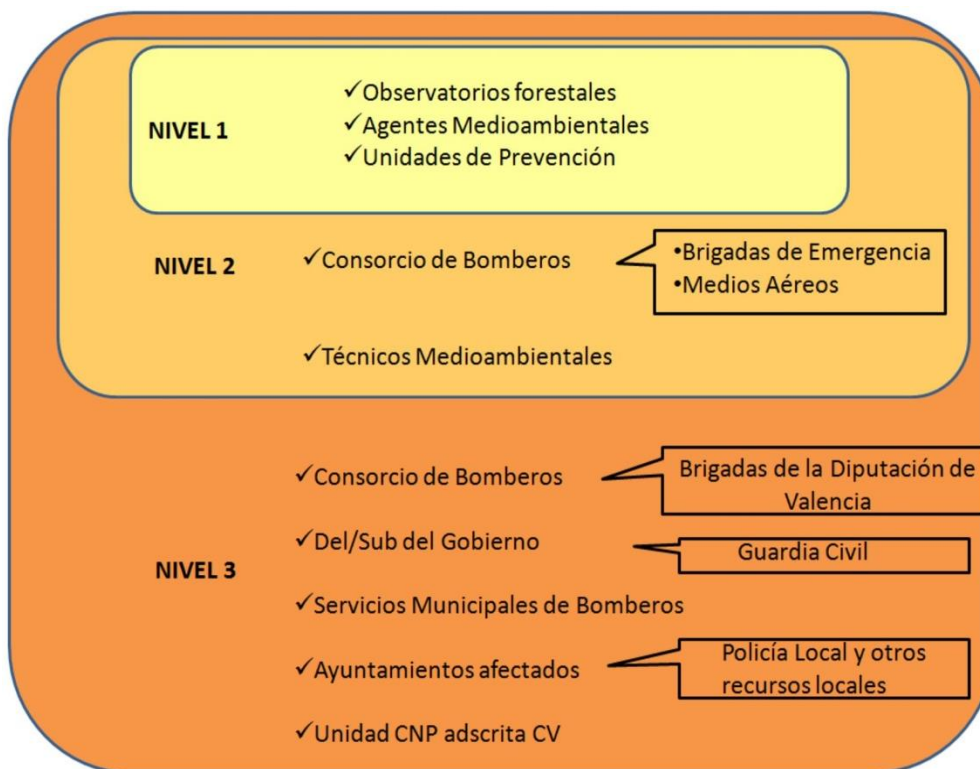 NIVEL 1
✓Observatorios forestales
✓Agentes Medioambientales
✓Unidades de Prevención
NIVEL 2
✓Consorcio de Bomberos
•Brigadas de Emergencia
•Medios Aéreos
✓Técnicos Medioambientales
NIVEL 3
✓Consorcio de Bomberos
Brigadas de la Diputación de
Valencia
✓Del/Sub del Gobierno
Guardia Civil
✓Servicios Municipales de Bomberos
✓Ayuntamientos afectados
Policía Local y otros
recursos locales
✓Unidad CNP adscrita CV